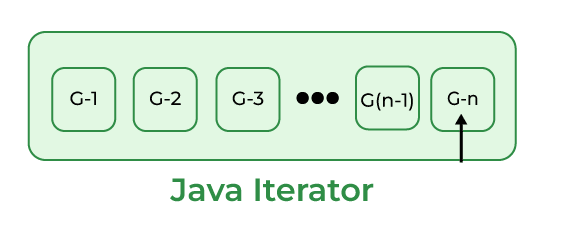 G-1 G-2 G-3 G(n-1) G-n
Java Iterator